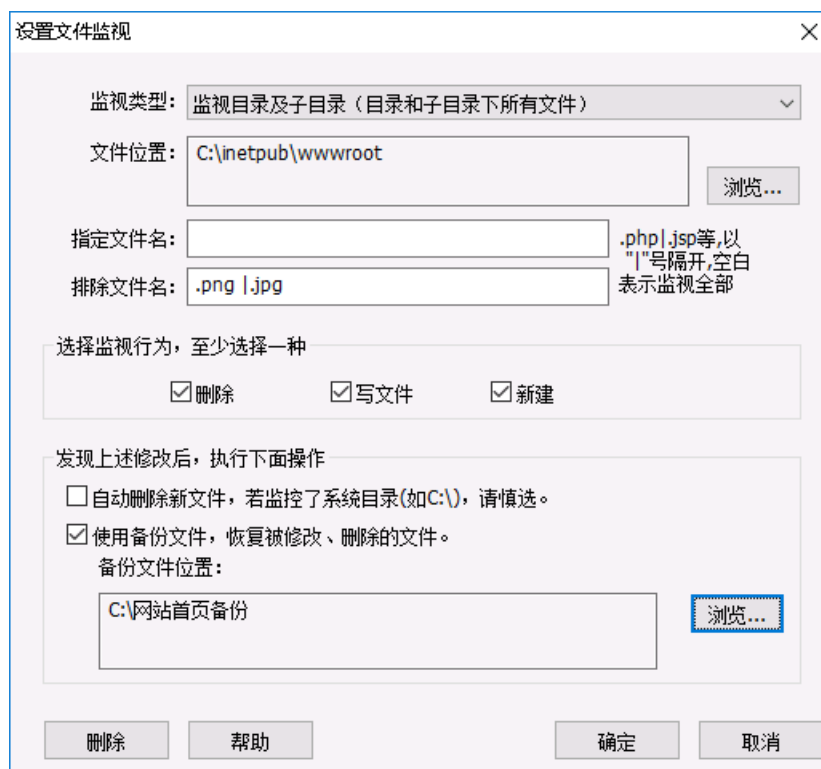 设置文件监视
监视类型：
监视目录及子目录（目录和子目录下所有文件）
文件位置：
C:\inetpub\wwwroot
浏览...
指定文件名：
.php|.jsp等,以
"|"号隔开,空白
表示监视全部
排除文件名：
.png |.jpg
选择监视行为，至少选择一种
删除
写文件
新建
发现上述修改后，执行下面操作
自动删除新文件，若监控了系统目录(如C:\)，请慎选。
使用备份文件，恢复被修改、删除的文件。
备份文件位置：
C:\网站首页备份
浏览...
删除
帮助
确定
取消